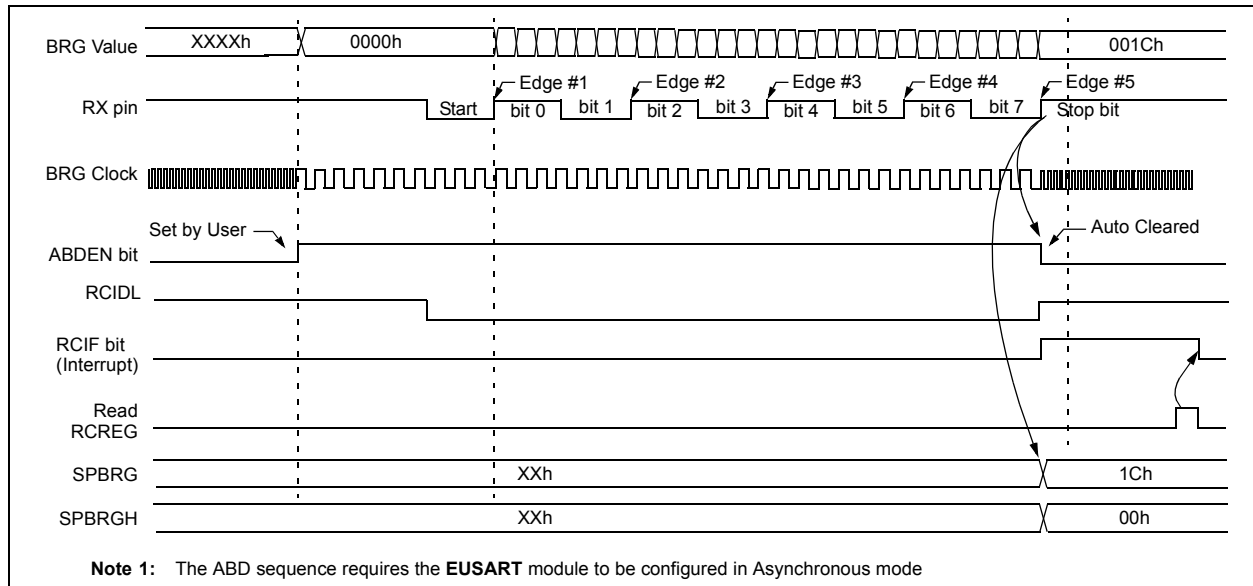 BRG Value XXXXh 0000h 001Ch
Edge #1 Edge #2 Edge #3 Edge #4 Edge #5
RX pin Start bit 0 bit 1 bit 2 bit 3 bit 4 bit 5 bit 6 bit 7 Stop bit
BRG Clock
Set by User Auto Cleared
ABDEN bit
RCIDL
RCIF bit
(Interrupt)
Read
RCREG
SPBRG XXh 1Ch
SPBRGH XXh 00h
Note 1: The ABD sequence requires the EUSART module to be configured in Asynchronous mode